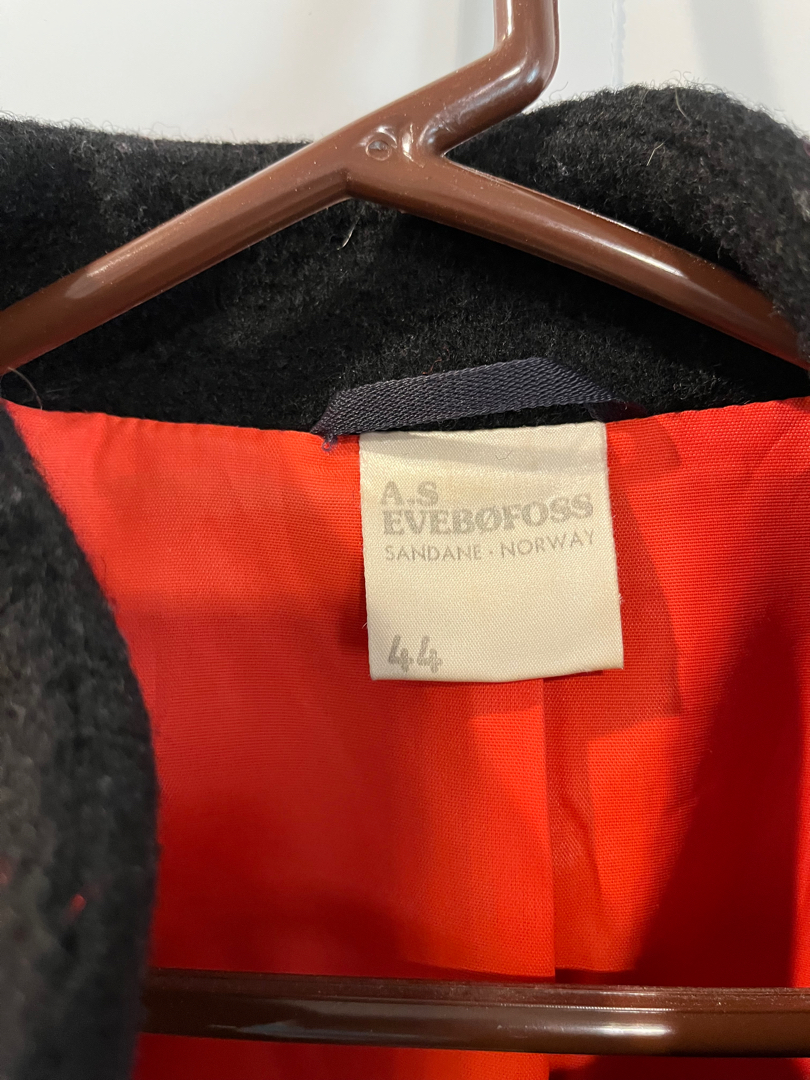 A.S
EVEBØFOSS
SANDANE · NORWAY
44